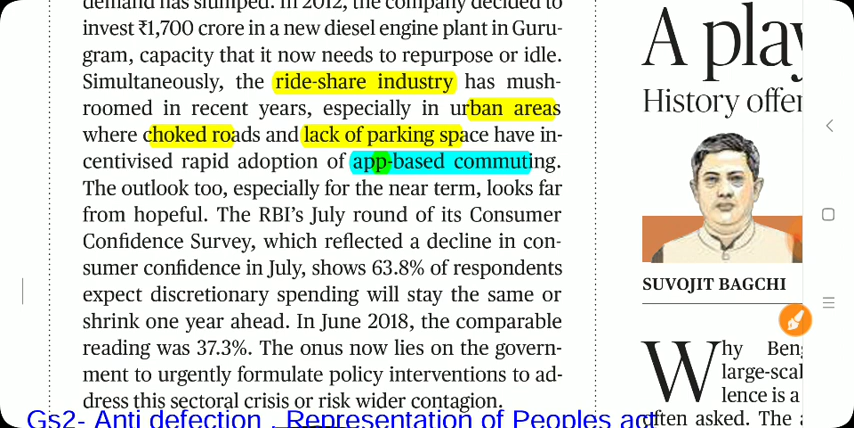 demand has slumped. In 2012, the company decided to
invest ₹1,700 crore in a new diesel engine plant in Guru-
gram, capacity that it now needs to repurpose or idle.
Simultaneously, the ride-share industry has mush-
roomed in recent years, especially in urban areas
where choked roads and lack of parking space have in-
centivised rapid adoption of app-based commuting.
The outlook too, especially for the near term, looks far
from hopeful. The RBI’s July round of its Consumer
Confidence Survey, which reflected a decline in con-
sumer confidence in July, shows 63.8% of respondents
expect discretionary spending will stay the same or
shrink one year ahead. In June 2018, the comparable
reading was 37.3%. The onus now lies on the govern-
ment to urgently formulate policy interventions to ad-
dress this sectoral crisis or risk wider contagion.
Gs2- Anti defection , Representation of Peoples act
A play
History offer
SUVOJIT BAGCHI
Why Ben
large-scal
lence is a
often asked. The